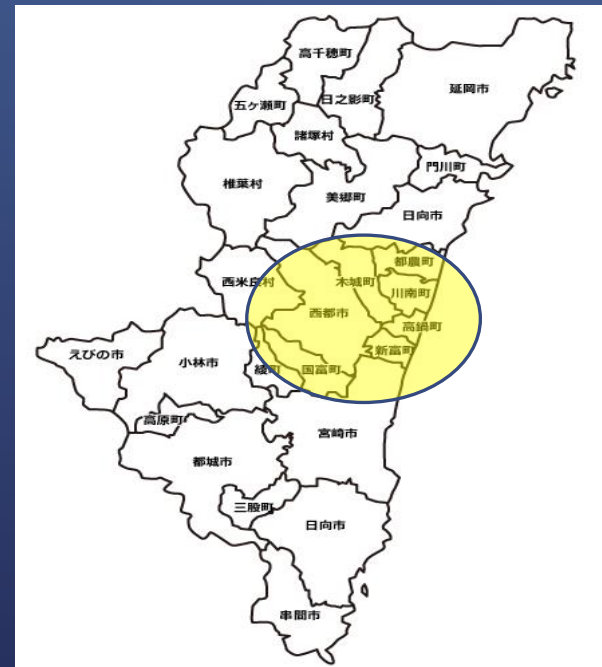 高千穂町
延岡市
五ヶ瀬町
日之影町
諸塚村
門川町
椎葉村
美郷町
日向市
都農町
西米良村
木城町
川南町
西都市
高鍋町
新富町
えびの市
小林市
綾町
国富町
高原町
宮崎市
都城市
三股町
日向市
串間市